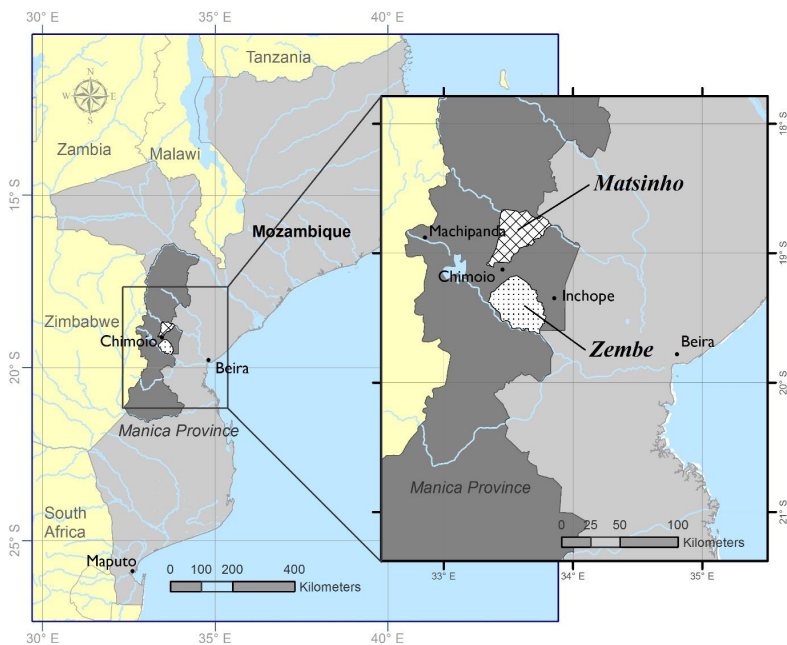 30° E
35° E
40° E
Tanzania
N
W
E
S
Zambia
Malawi
15° S
Mozambique
Zimbabwe
Chimoio
20° S
Beira
Manica Province
South
Africa
25° S
Maputo
0
100
200
400
Kilometers
30° E
35° E
40° E
18°S
Matsinho
Machipanda
19°S
Chimoio
Inchope
Zembe
Beira
20°S
Manica Province
21°S
0
25
50
100
Kilometers
33° E
34° E
35° E